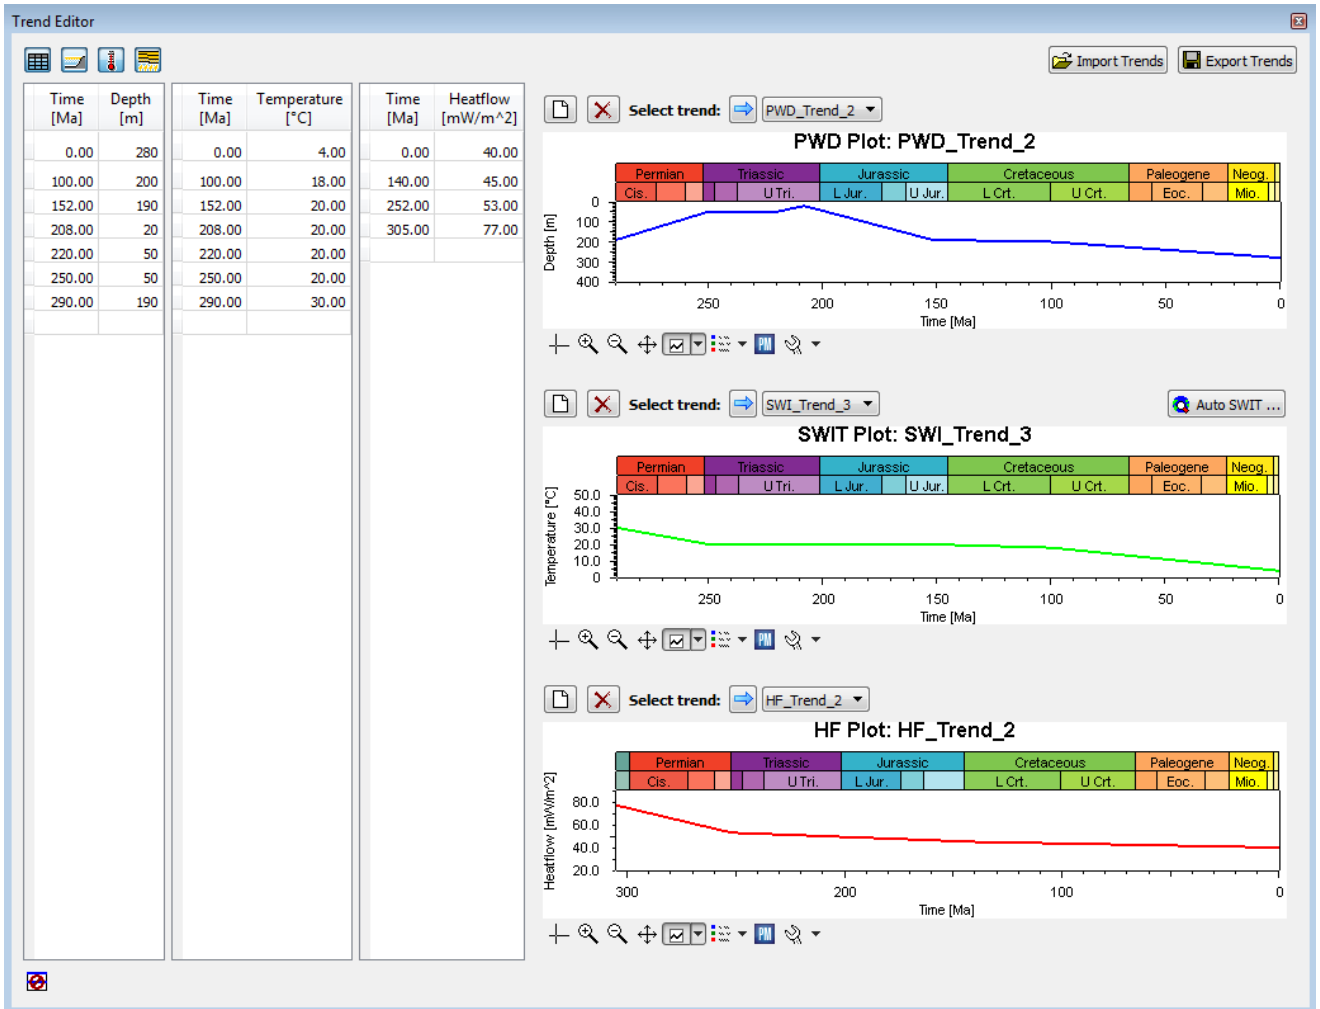 Trend Editor
Import Trends
Export Trends
Time Depth
[Ma] [m]
0.00 280
100.00 200
152.00 190
208.00 20
220.00 50
250.00 50
290.00 190
Time Temperature
[Ma] [°C]
0.00 4.00
100.00 18.00
152.00 20.00
208.00 20.00
220.00 20.00
250.00 20.00
290.00 30.00
Time Heatflow
[Ma] [mW/m^2]
0.00 40.00
140.00 45.00
252.00 53.00
305.00 77.00
Select trend: PWD_Trend_2
PWD Plot: PWD_Trend_2
Permian Triassic Jurassic Cretaceous Paleogene Neog.
Cis. U Tri. L Jur. U Jur. L Crt. U Crt. Eoc. Mio.
Depth [m]
0
100
200
300
400
250 200 150 100 50 0
Time [Ma]
PM
Select trend: SWI_Trend_3
Auto SWIT ...
SWIT Plot: SWI_Trend_3
Permian Triassic Jurassic Cretaceous Paleogene Neog.
Cis. U Tri. L Jur. U Jur. L Crt. U Crt. Eoc. Mio.
Temperature [°C]
50.0
40.0
30.0
20.0
10.0
0
250 200 150 100 50 0
Time [Ma]
PM
Select trend: HF_Trend_2
HF Plot: HF_Trend_2
Permian Triassic Jurassic Cretaceous Paleogene Neog.
Cis. U Tri. L Jur. L Crt. U Crt. Eoc. Mio.
Heatflow [mW/m^2]
80.0
60.0
40.0
20.0
300 200 100 0
Time [Ma]
PM